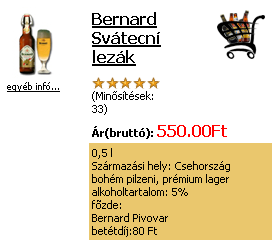 Bernard
Svátecní
lezák
egyéb infó...
(Minősítések:
33)
Ár(bruttó): 550.00Ft
0,5 l
Származási hely: Csehország
bohém pilzeni, prémium lager
alkoholtartalom: 5%
főzde:
Bernard Pivovar
betétdíj:80 Ft